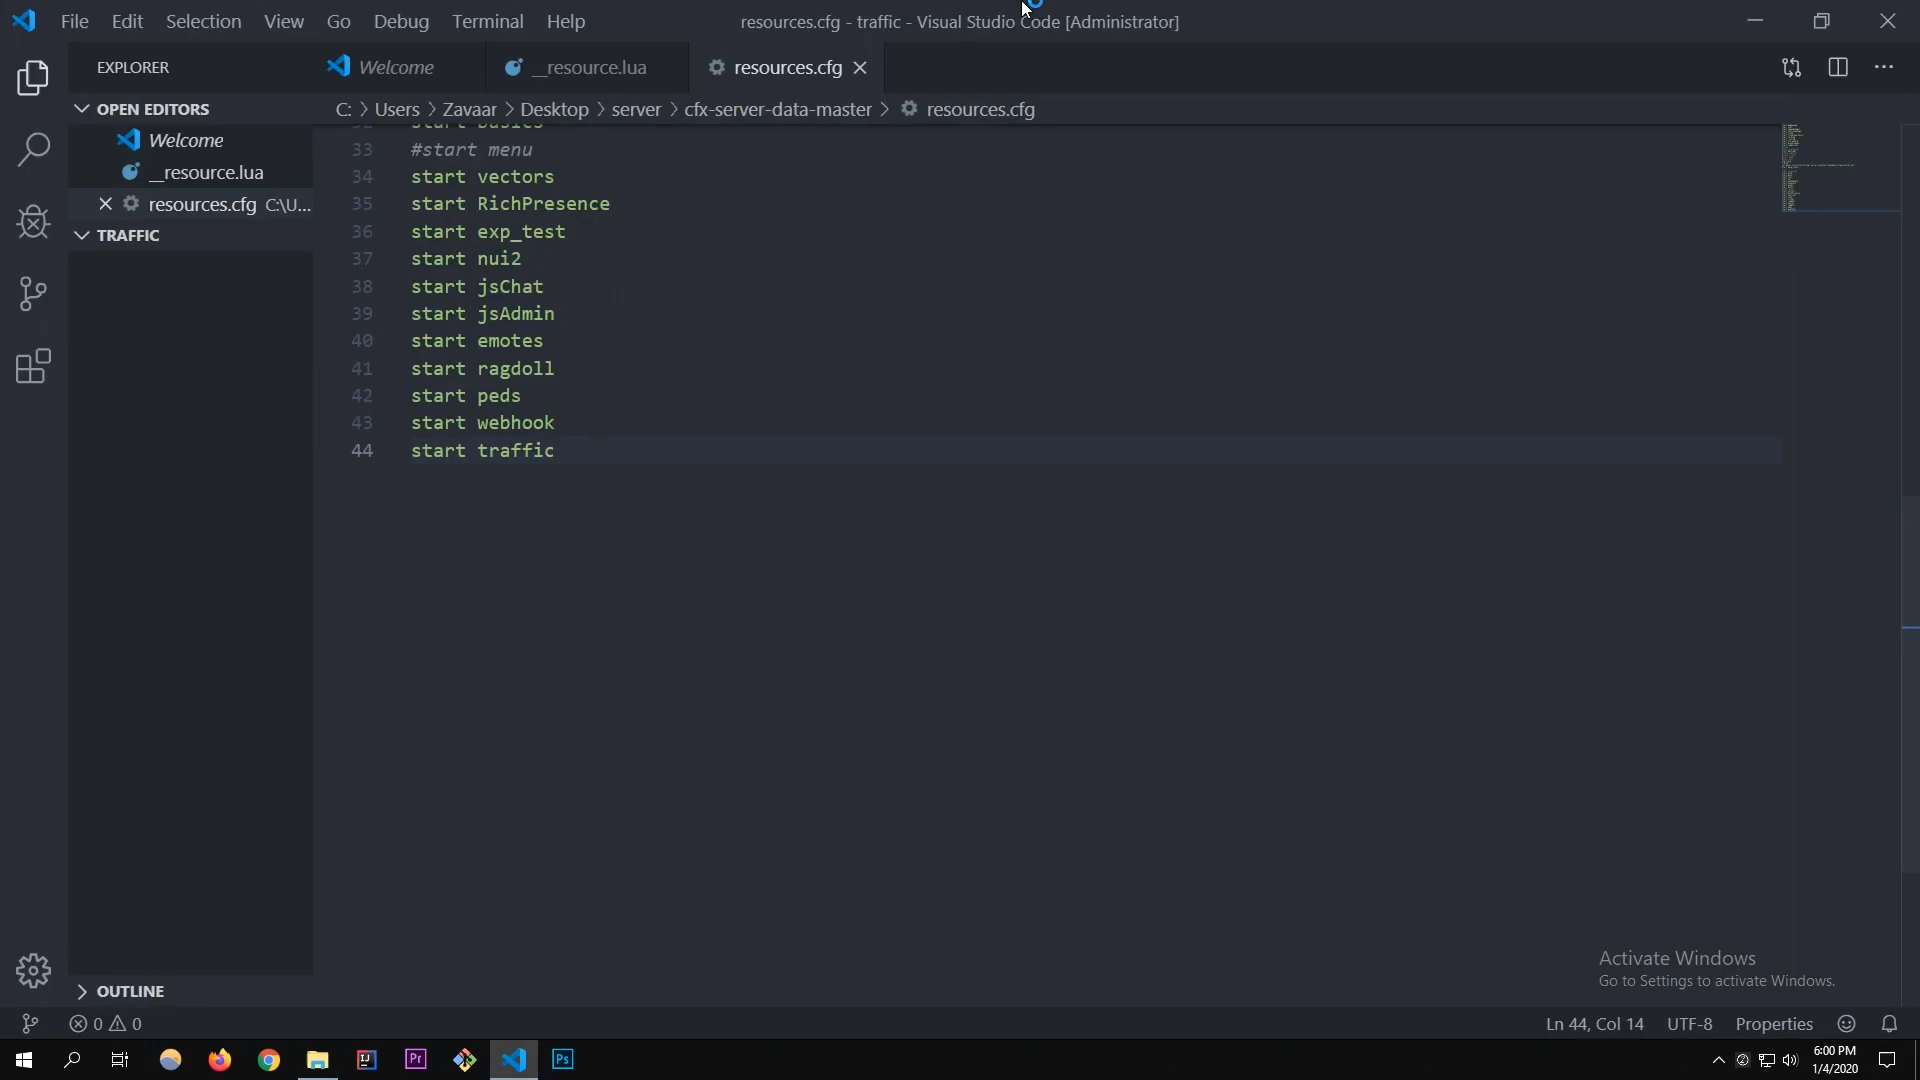 File Edit Selection View Go Debug Terminal Help resources.cfg - traffic - Visual Studio Code [Administrator]
EXPLORER Welcome __resource.lua resources.cfg
OPEN EDITORS
Welcome
__resource.lua
resources.cfg C:\U...
TRAFFIC
C: > Users > Zavaar > Desktop > server > cfx-server-data-master > resources.cfg
33 #start menu
34 start vectors
35 start RichPresence
36 start exp_test
37 start nui2
38 start jsChat
39 start jsAdmin
40 start emotes
41 start ragdoll
42 start peds
43 start webhook
44 start traffic
Activate Windows
Go to Settings to activate Windows.
OUTLINE
0 0 Ln 44, Col 14 UTF-8 Properties
IJ Pr Ps 6:00 PM
1/4/2020